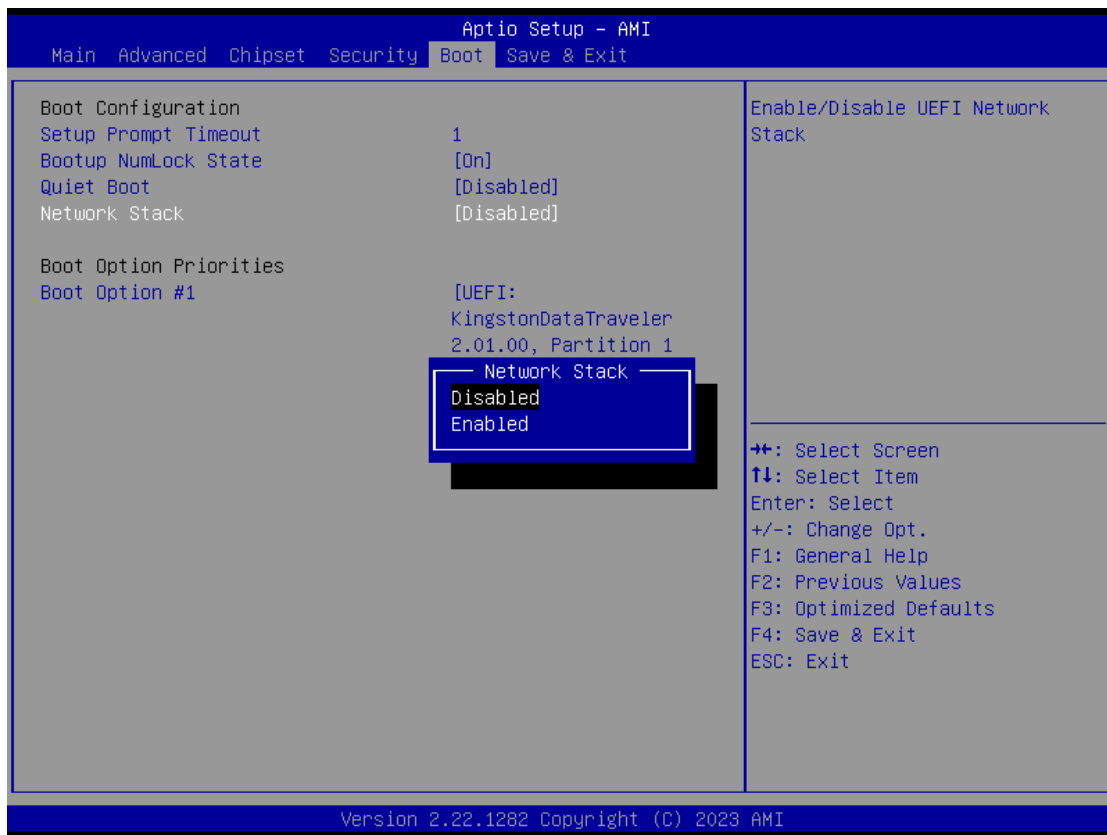 Aptio Setup – AMI
Main Advanced Chipset Security Boot Save & Exit
Boot Configuration
Setup Prompt Timeout 1
Bootup NumLock State [On]
Quiet Boot [Disabled]
Network Stack [Disabled]
Boot Option Priorities
Boot Option #1 [UEFI:
KingstonDataTraveler
2.01.00, Partition 1
Network Stack
Disabled
Enabled
Enable/Disable UEFI Network
Stack
→←: Select Screen
↑↓: Select Item
Enter: Select
+/-: Change Opt.
F1: General Help
F2: Previous Values
F3: Optimized Defaults
F4: Save & Exit
ESC: Exit
Version 2.22.1282 Copyright (C) 2023 AMI